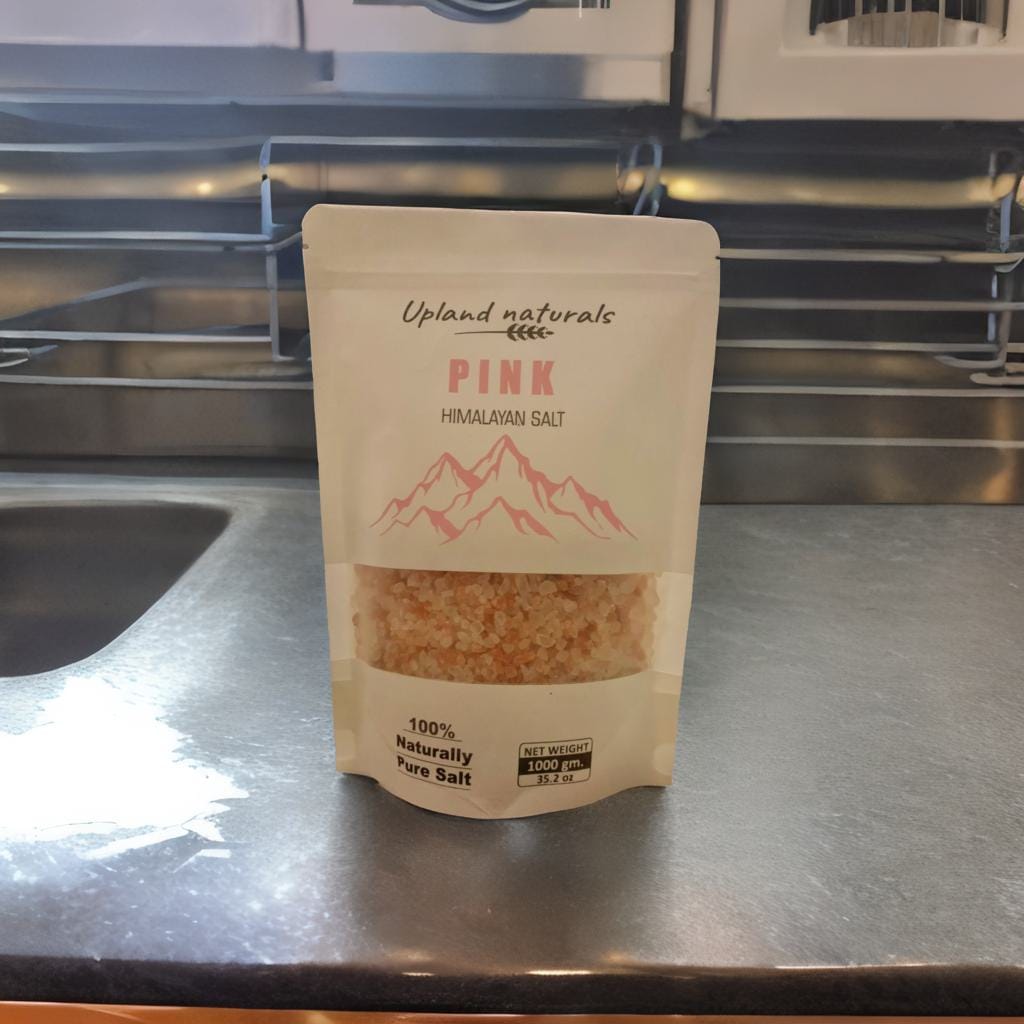 Upland naturals
PINK
HIMALAYAN SALT
100%
Naturally
Pure Salt
NET WEIGHT
1000 gm.
35.2 oz